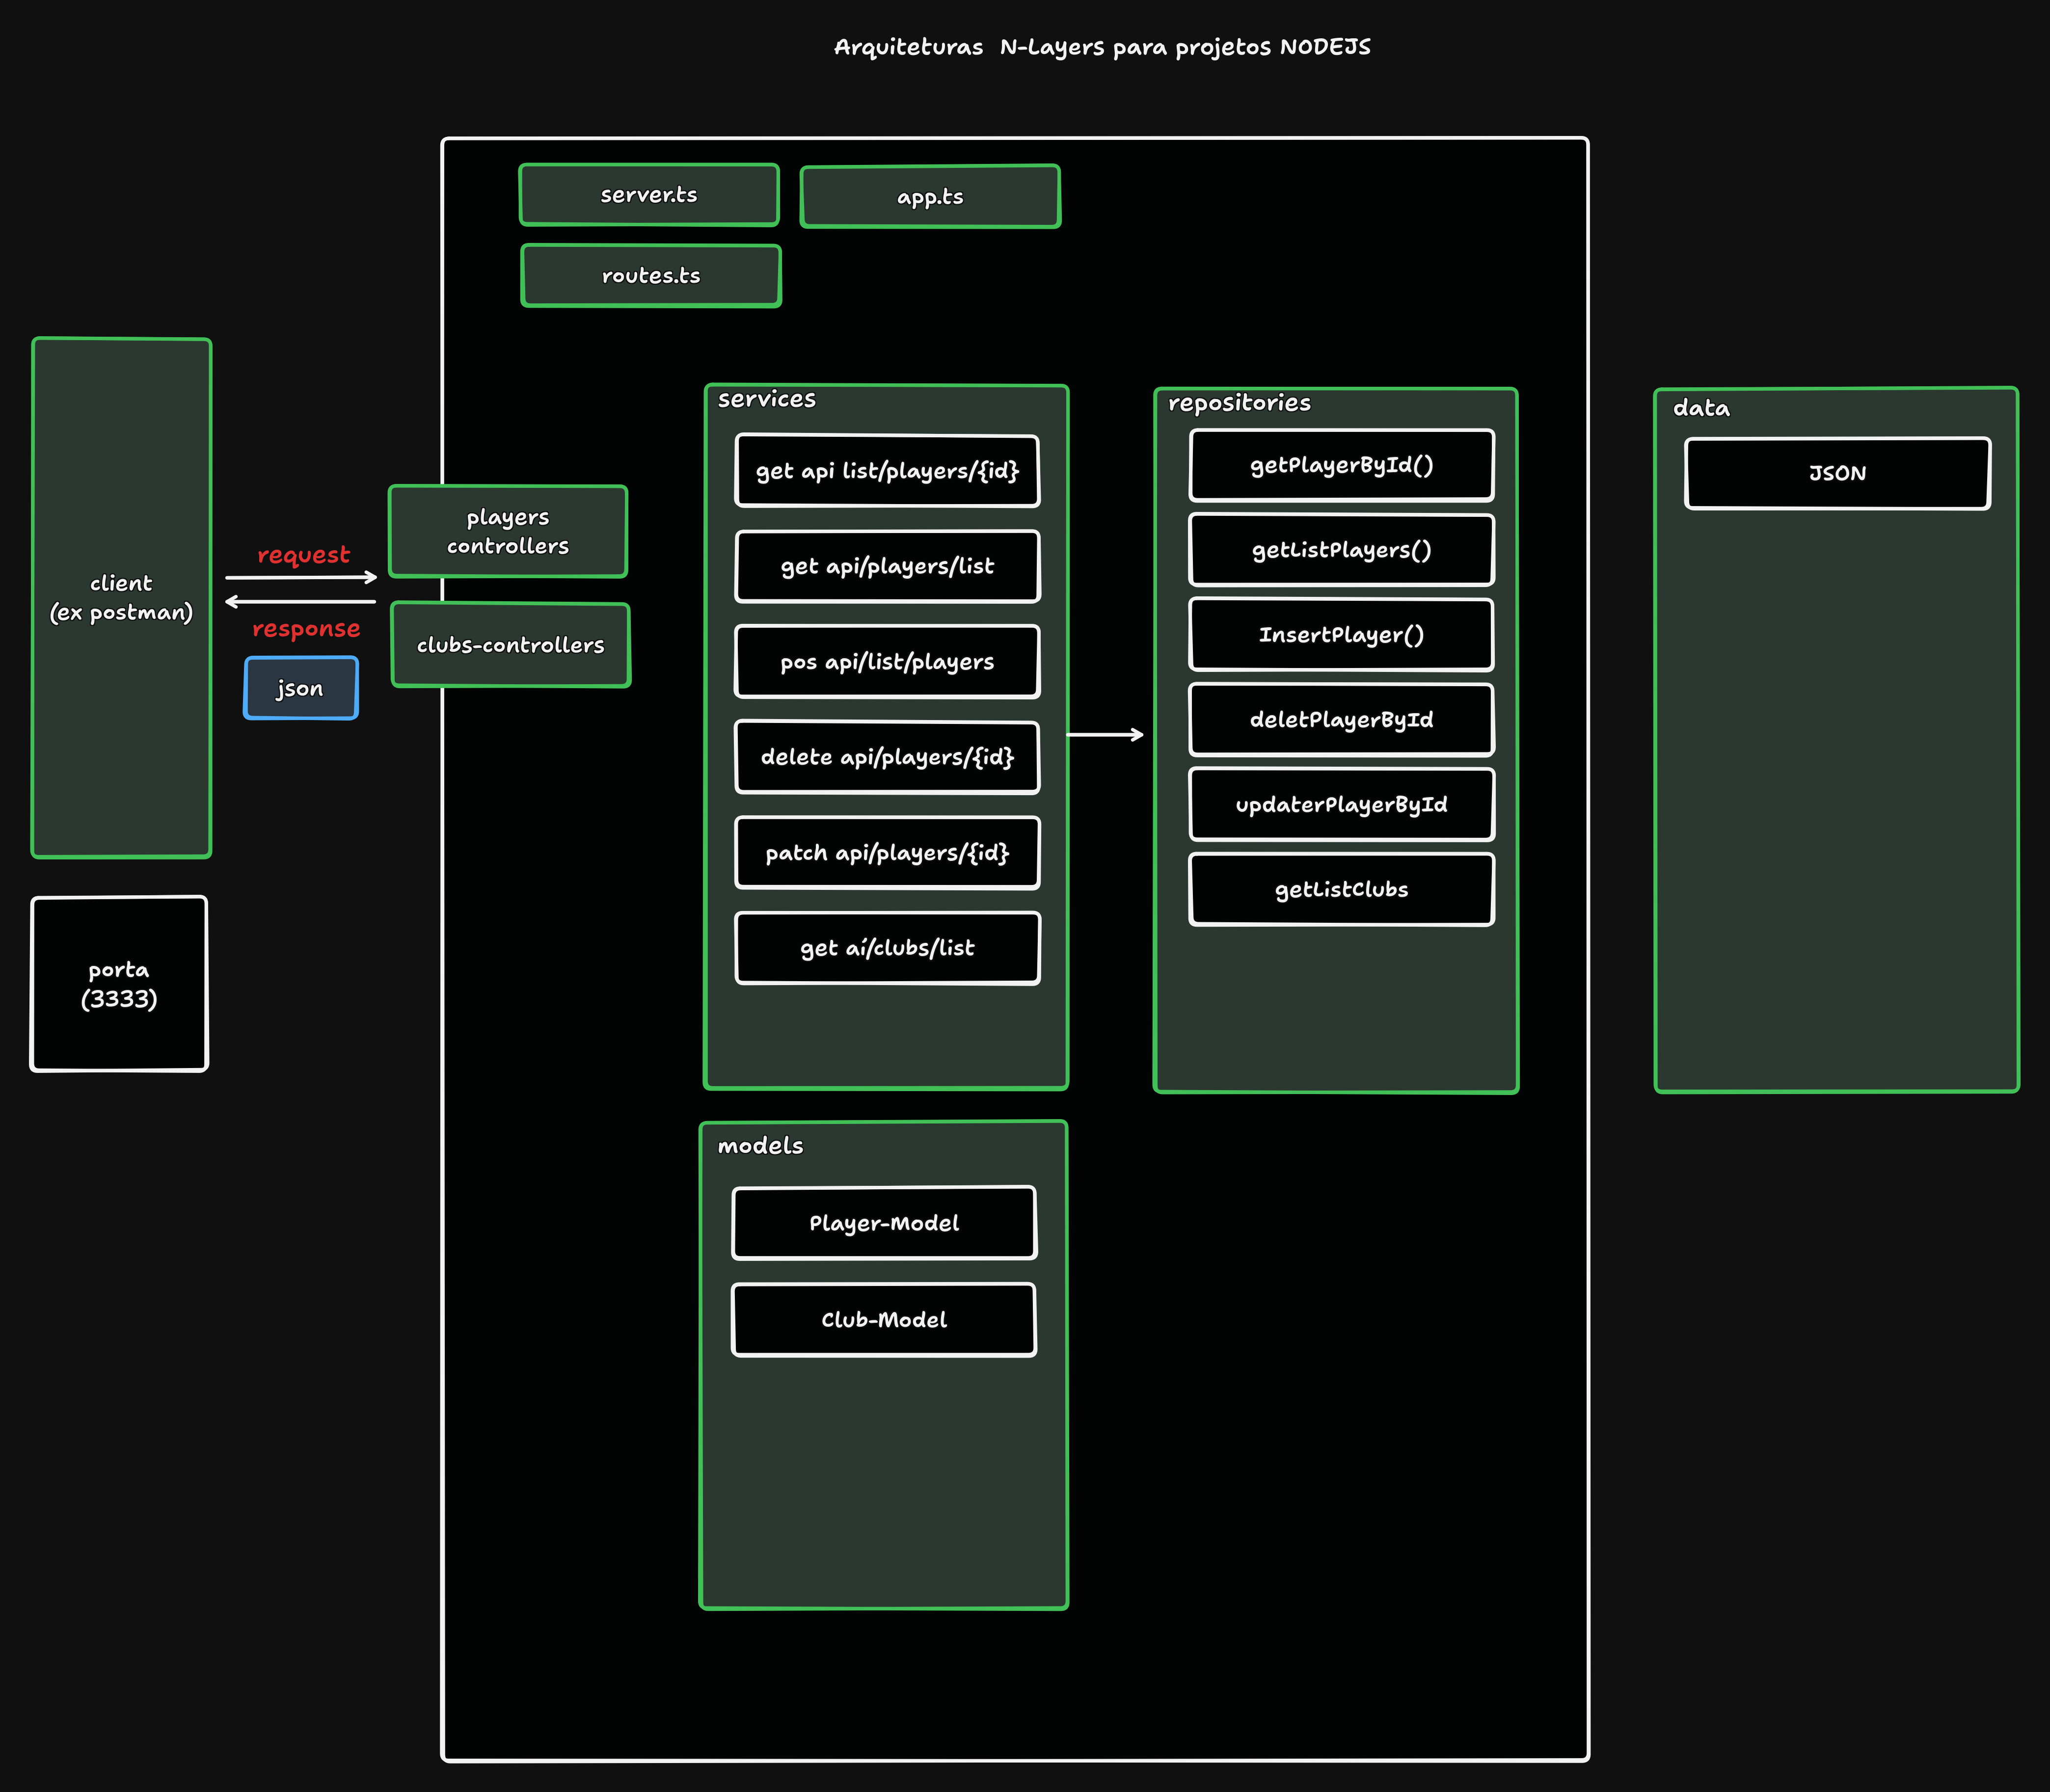 Arquiteturas N-Layers para projetos NODEJS
server.ts
app.ts
routes.ts
client
(ex postman)
request
response
json
porta
(3333)
players
controllers
clubs-controllers
services
get api list/players/{id}
get api/players/list
pos api/list/players
delete api/players/{id}
patch api/players/{id}
get aí/clubs/list
repositories
getPlayerById()
getListPlayers()
InsertPlayer()
deletPlayerById
updaterPlayerById
getListClubs
data
JSON
models
Player-Model
Club-Model